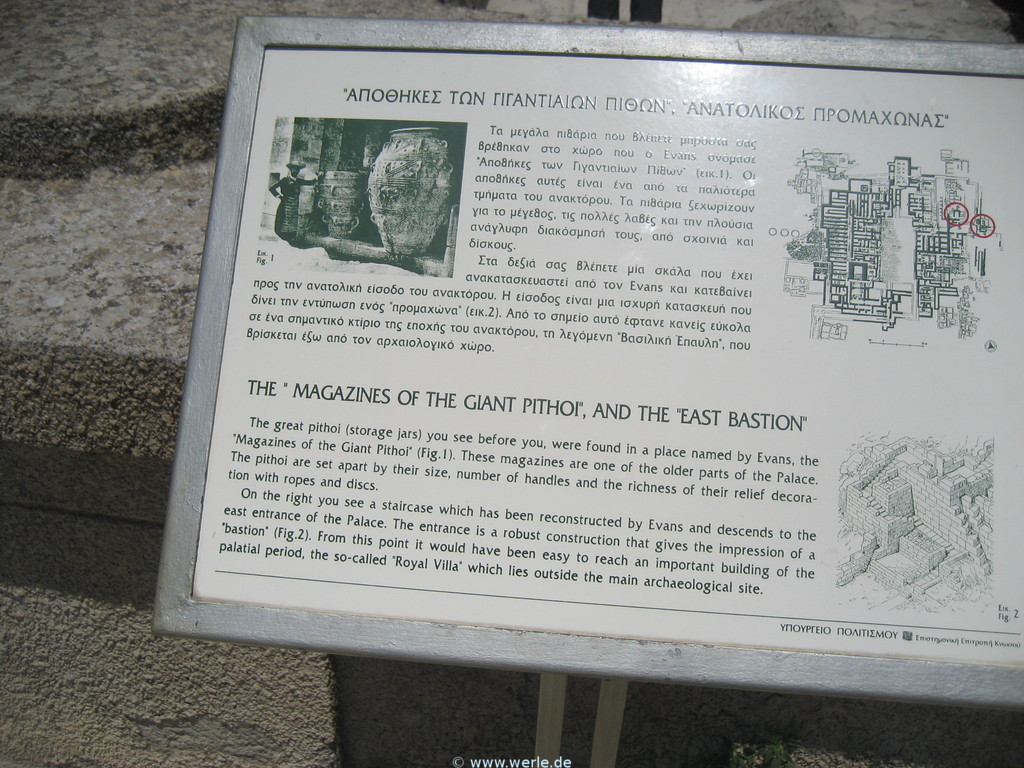 "ΑΠΟΘΗΚΕΣ ΤΩΝ ΓΙΓΑΝΤΙΑΙΩΝ ΠΙΘΩΝ", "ΑΝΑΤΟΛΙΚΟΣ ΠΡΟΜΑΧΩΝΑΣ"
Τα μεγάλα πιθάρια που βλέπετε μπροστά σας
βρέθηκαν στο χώρο που ο Evans ονόμασε
"Αποθήκες των Γιγαντιαίων Πίθων" (εικ.1). Οι
αποθήκες αυτές είναι ένα από τα παλιότερα
τμήματα του ανακτόρου. Τα πιθάρια ξεχωρίζουν
για το μέγεθος, τις πολλές λαβές και την πλούσια
ανάγλυφη διακόσμησή τους, από σχοινιά και
δίσκους.
Στα δεξιά σας βλέπετε μία σκάλα που έχει
ανακατασκευαστεί από τον Evans και κατεβαίνει
προς την ανατολική είσοδο του ανακτόρου. Η είσοδος είναι μια ισχυρή κατασκευή που
δίνει την εντύπωση ενός "προμαχώνα" (εικ.2). Από το σημείο αυτό έφτανε κανείς εύκολα
σε ένα σημαντικό κτίριο της εποχής του ανακτόρου, τη λεγόμενη "Βασιλική Έπαυλη", που
βρίσκεται έξω από τον αρχαιολογικό χώρο.
Εικ.
Fig. 1
THE " MAGAZINES OF THE GIANT PITHOI", AND THE "EAST BASTION"
The great pithoi (storage jars) you see before you, were found in a place named by Evans, the
"Magazines of the Giant Pithoi" (Fig.1). These magazines are one of the older parts of the Palace.
The pithoi are set apart by their size, number of handles and the richness of their relief decora-
tion with ropes and discs.
On the right you see a staircase which has been reconstructed by Evans and descends to the
east entrance of the Palace. The entrance is a robust construction that gives the impression of a
"bastion" (Fig.2). From this point it would have been easy to reach an important building of the
palatial period, the so-called "Royal Villa" which lies outside the main archaeological site.
Εικ.
Fig. 2
ΥΠΟΥΡΓΕΙΟ ΠΟΛΙΤΙΣΜΟΥ Επιστημονική Επιτροπή Κνωσού
© www.werle.de